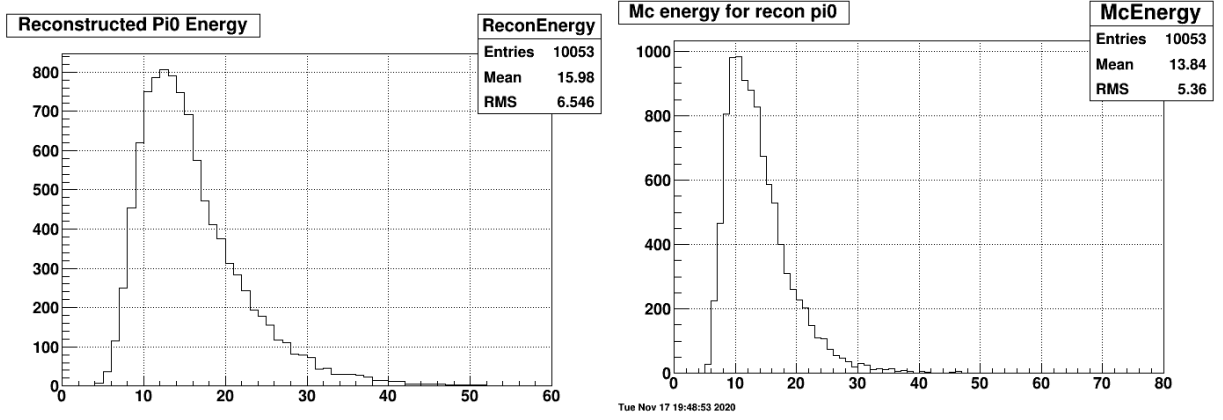 Reconstructed Pi0 Energy
ReconEnergy
Entries 10053
Mean 15.98
RMS 6.546
800
700
600
500
400
300
200
100
0
0 10 20 30 40 50 60
Mc energy for recon pi0
McEnergy
Entries 10053
Mean 13.84
RMS 5.36
1000
800
600
400
200
0
0 10 20 30 40 50 60 70 80
Tue Nov 17 19:48:53 2020